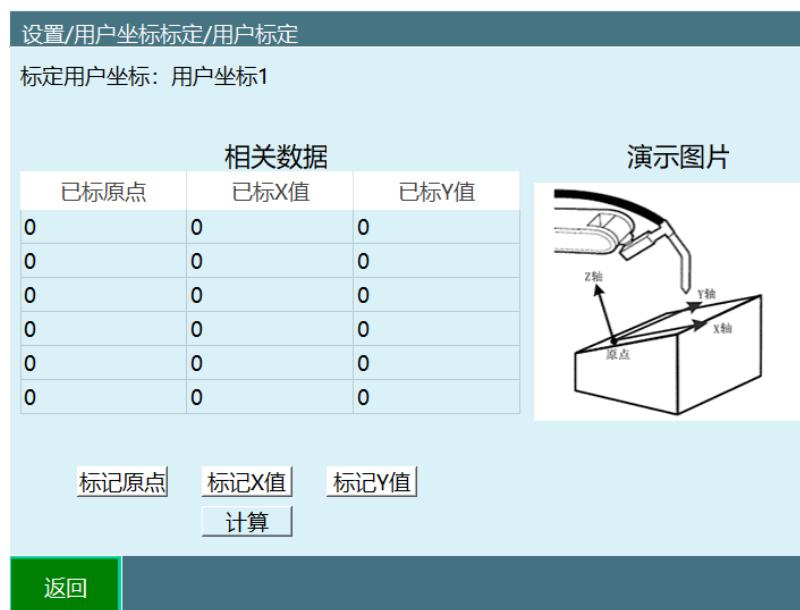 设置/用户坐标标定/用户标定
标定用户坐标：用户坐标1
相关数据 演示图片
已标原点 已标X值 已标Y值
0 0 0
0 0 0
0 0 0
0 0 0
0 0 0
0 0 0
Z轴
Y轴
X轴
原点
标记原点 标记X值 标记Y值
计算
返回